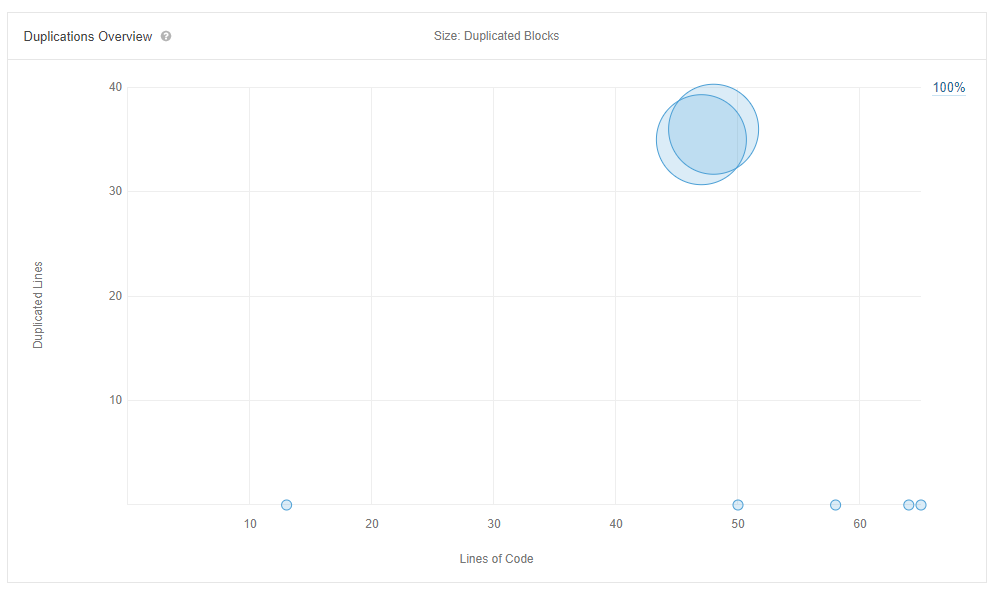 Duplications Overview ?
Size: Duplicated Blocks
100%
40
30
20
10
Duplicated Lines
10 20 30 40 50 60
Lines of Code